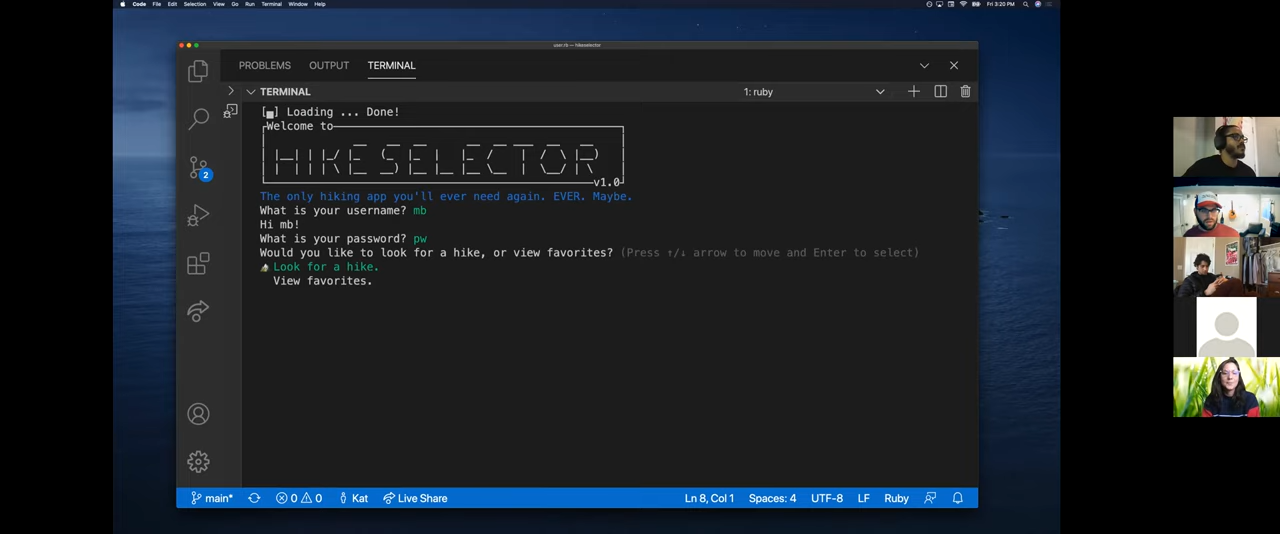 Code File Edit Selection View Go Run Terminal Window Help
Fri 3:20 PM
user.rb — hikeselector
PROBLEMS OUTPUT TERMINAL
TERMINAL
1: ruby
[■] Loading ... Done!
Welcome to
HIKE SELECTOR
v1.0
The only hiking app you'll ever need again. EVER. Maybe.
What is your username? mb
Hi mb!
What is your password? pw
Would you like to look for a hike, or view favorites? (Press ↑/↓ arrow to move and Enter to select)
Look for a hike.
View favorites.
2
main* 0 0 Kat Live Share
Ln 8, Col 1 Spaces: 4 UTF-8 LF Ruby